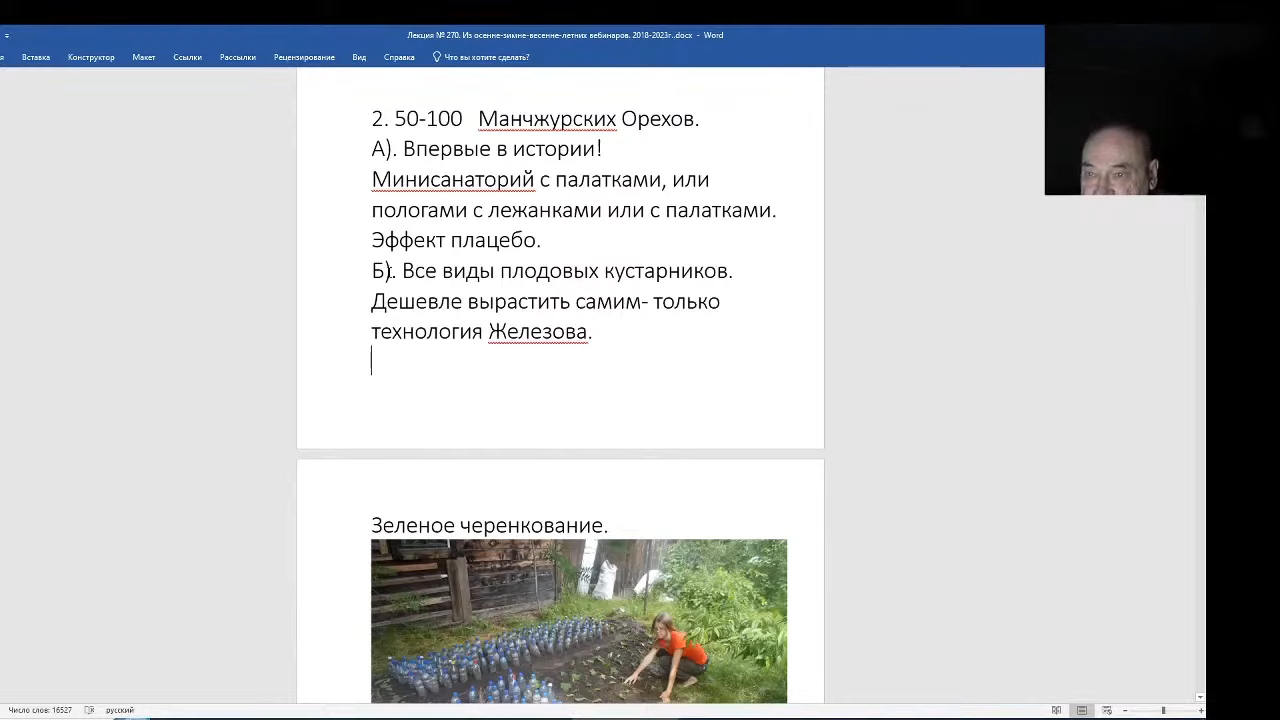 Лекция № 270. Из осенне-зимне-весенне-летних вебинаров. 2018-2023г..docx - Word
Вставка Конструктор Макет Ссылки Рассылки Рецензирование Вид Справка Что вы хотите сделать?
2. 50-100 Манчжурских Орехов.
А). Впервые в истории!
Минисанаторий с палатками, или
пологами с лежанками или с палатками.
Эффект плацебо.
Б). Все виды плодовых кустарников.
Дешевле вырастить самим- только
технология Железова.
Зеленое черенкование.
Число слов: 16527 русский